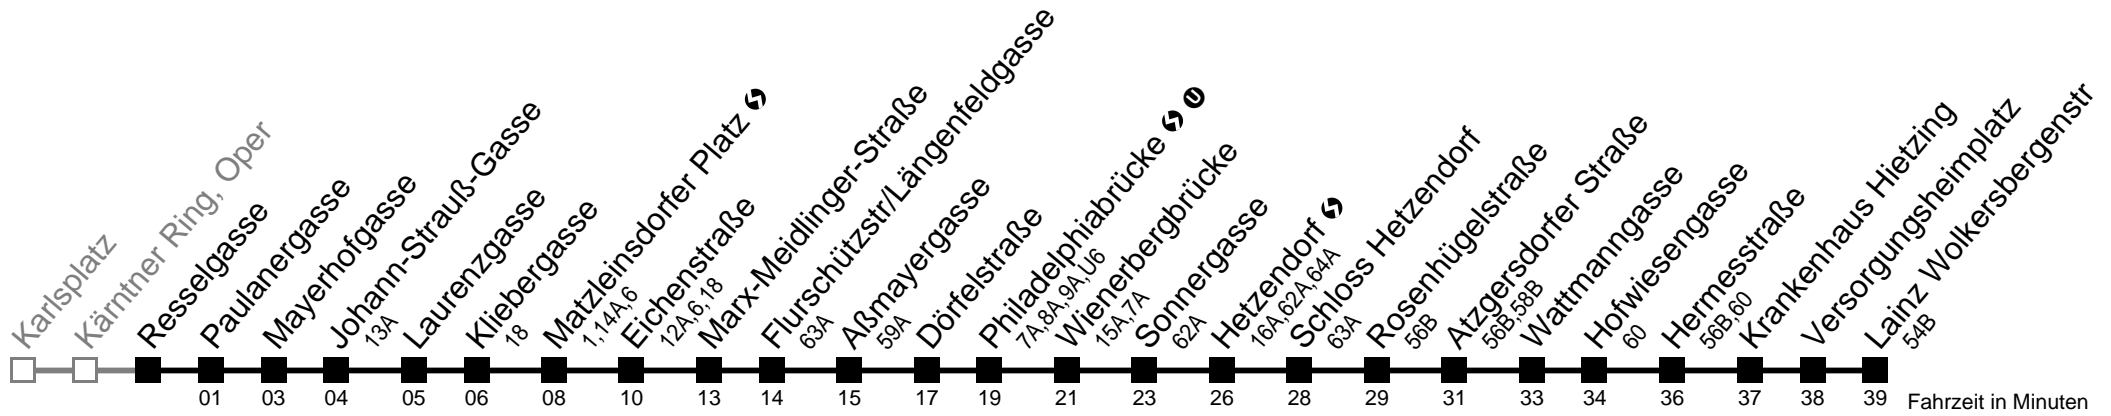 Karlsplatz
Kärntner Ring, Oper
Resselgasse
Paulanergasse
Mayerhofgasse
Johann-Strauß-Gasse
13A
Laurenzgasse
Kliebergasse
18
Matzleinsdorfer Platz
1,14A,6
Eichenstraße
12A,6,18
Marx-Meidlinger-Straße
Flurschützstr/Längenfeldgasse
63A
Aßmayergasse
59A
Dörfelstraße
Philadelphiabrücke U
7A,8A,9A,U6
Wienerbergbrücke
15A,7A
Sonnergasse
62A
Hetzendorf
16A,62A,64A
Schloss Hetzendorf
63A
Rosenhügelstraße
56B
Atzgersdorfer Straße
56B,58B
Wattmanngasse
Hofwiesengasse
60
Hermesstraße
56B,60
Krankenhaus Hietzing
Versorgungsheimplatz
Lainz Wolkersbergenstr
54B
01 03 04 05 06 08 10 13 14 15 17 19 21 23 26 28 29 31 33 34 36 37 38 39 Fahrzeit in Minuten